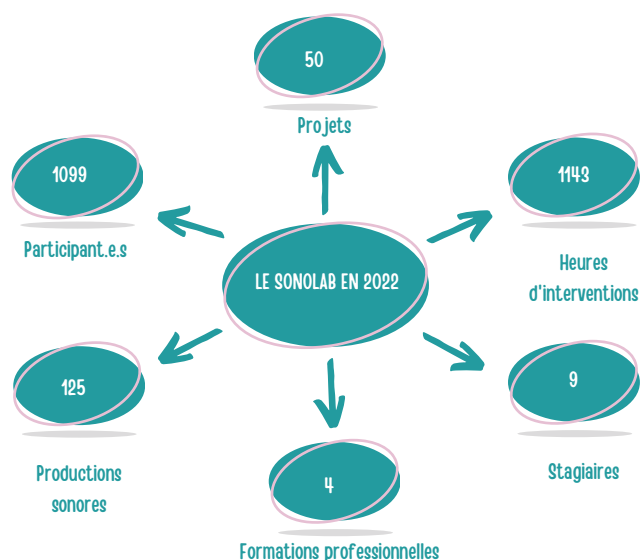 50
Projets
1099
Participant.e.s
1143
Heures
d'interventions
LE SONOLAB EN 2022
125
Productions
sonores
9
Stagiaires
4
Formations professionnelles